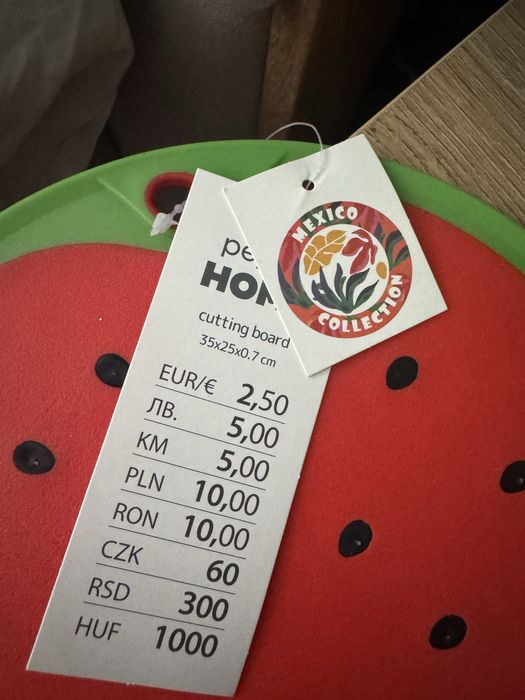 HOM
cutting board
35x25x0.7 cm
EUR/€ 2,50
ЛВ. 5,00
KM 5,00
PLN 10,00
RON 10,00
CZK 60
RSD 300
HUF 1000
MEXICO
COLLECTION